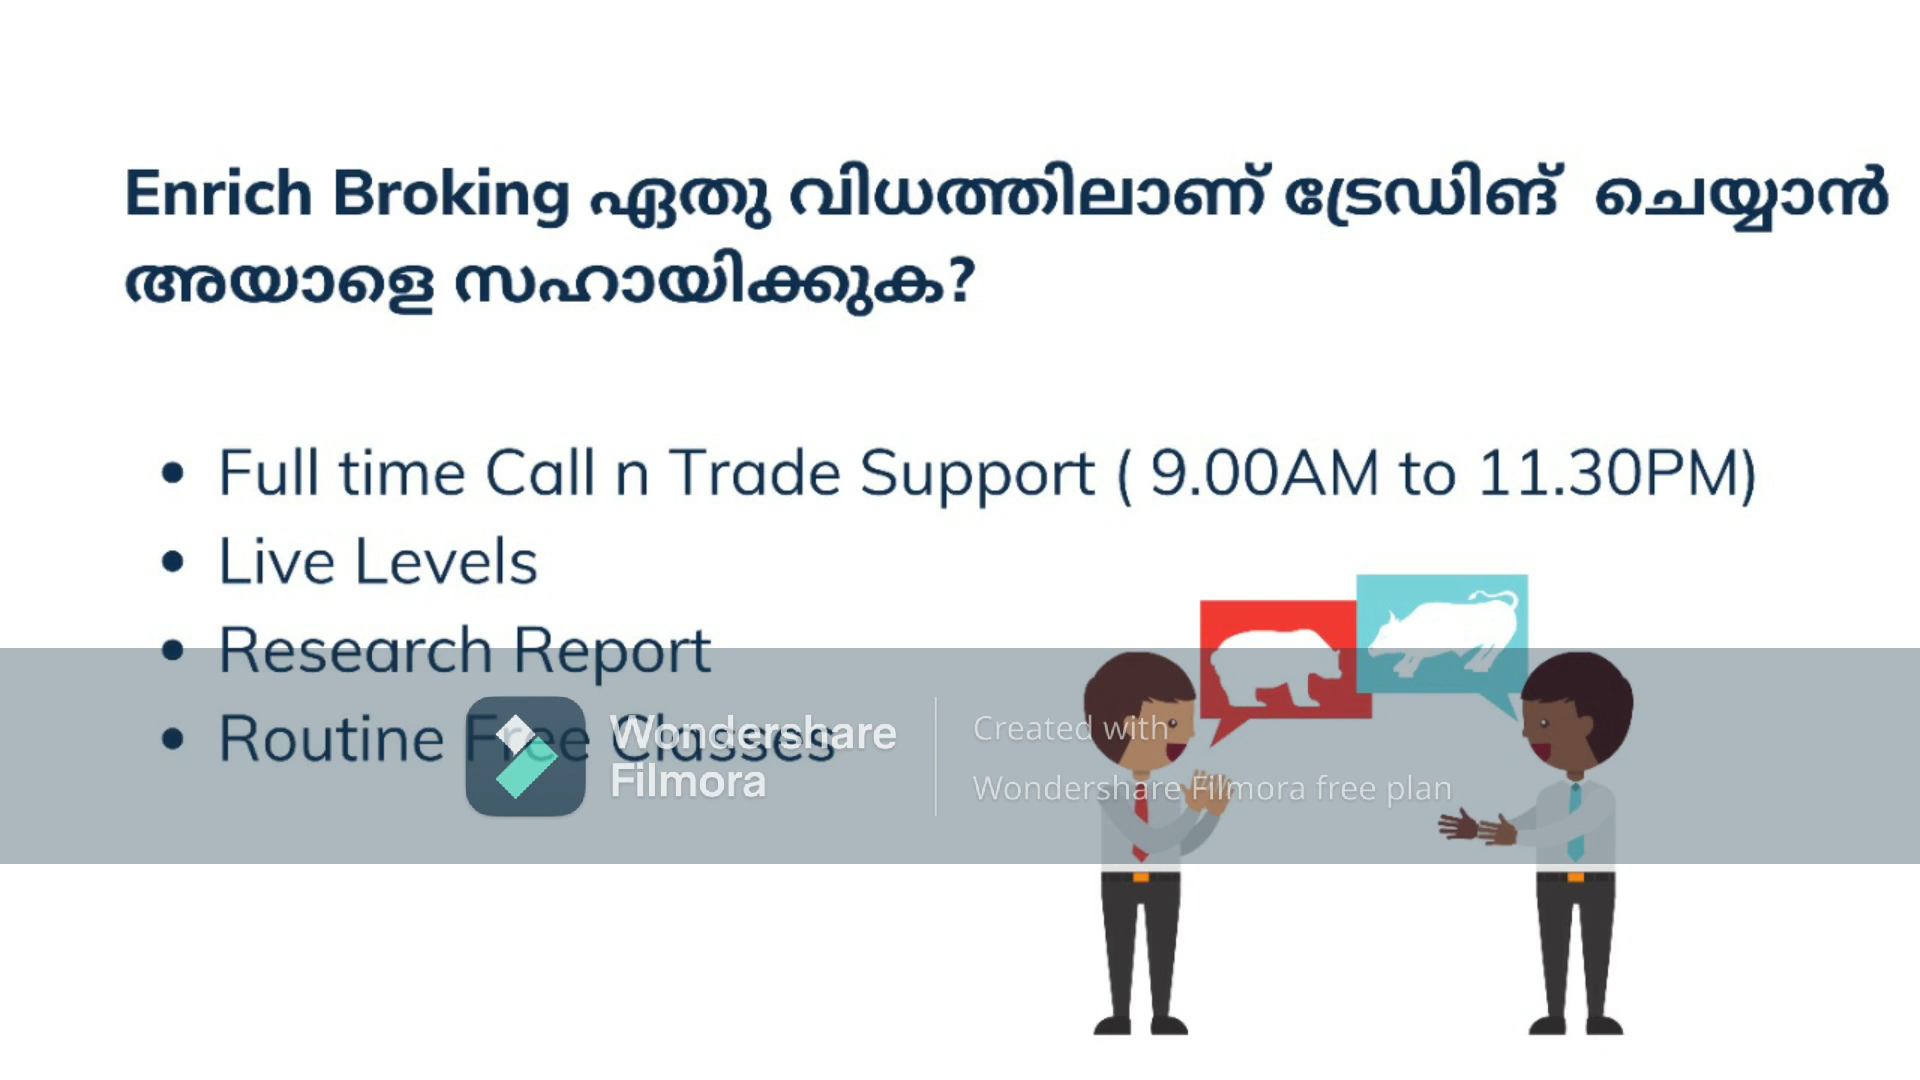 Enrich Broking ഏതു വിധത്തിലാണ് ട്രേഡിങ് ചെയ്യാൻ
അയാളെ സഹായിക്കുക?
• Full time Call n Trade Support ( 9.00AM to 11.30PM)
• Live Levels
• Research Report
• Routine Free Classes
Wondershare
Filmora
Created with
Wondershare Filmora free plan